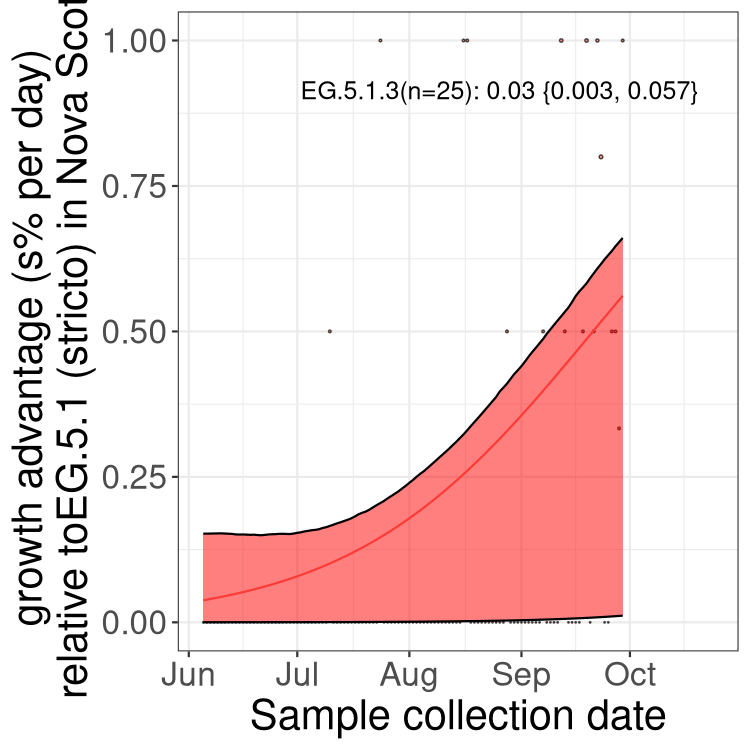 growth advantage (s% per day)
relative toEG.5.1 (stricto) in Nova Scot
1.00
0.75
0.50
0.25
0.00
EG.5.1.3(n=25): 0.03 {0.003, 0.057}
Jun Jul Aug Sep Oct
Sample collection date